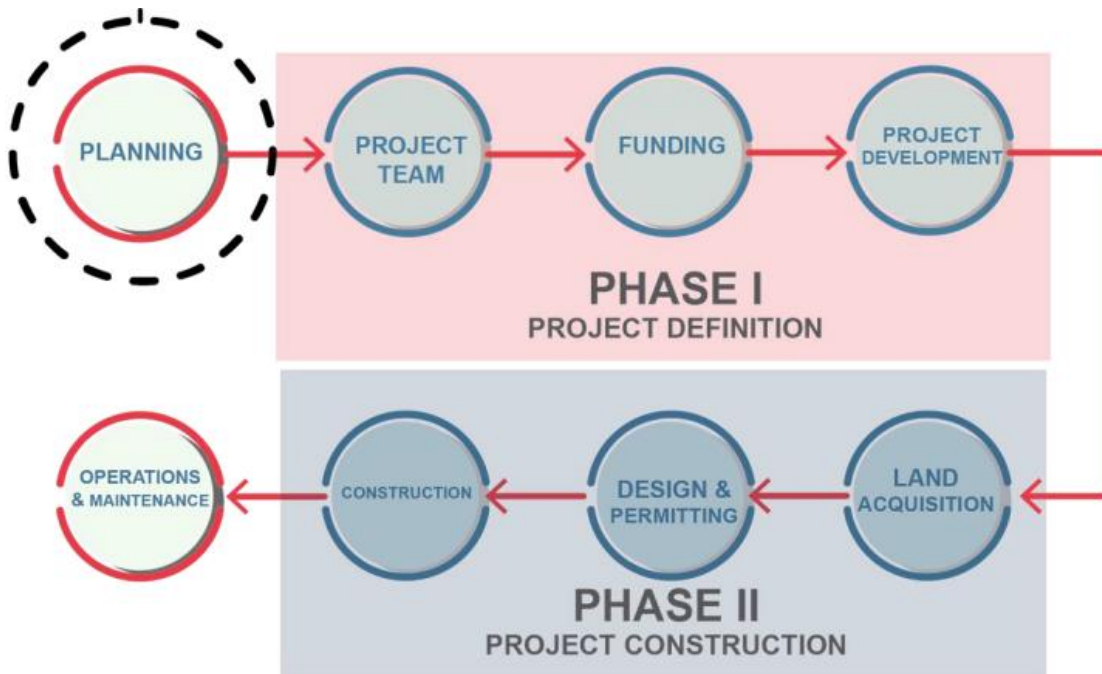 PLANNING
PROJECT
TEAM
FUNDING
PROJECT
DEVELOPMENT
PHASE I
PROJECT DEFINITION
OPERATIONS
& MAINTENANCE
CONSTRUCTION
DESIGN &
PERMITTING
LAND
ACQUISITION
PHASE II
PROJECT CONSTRUCTION